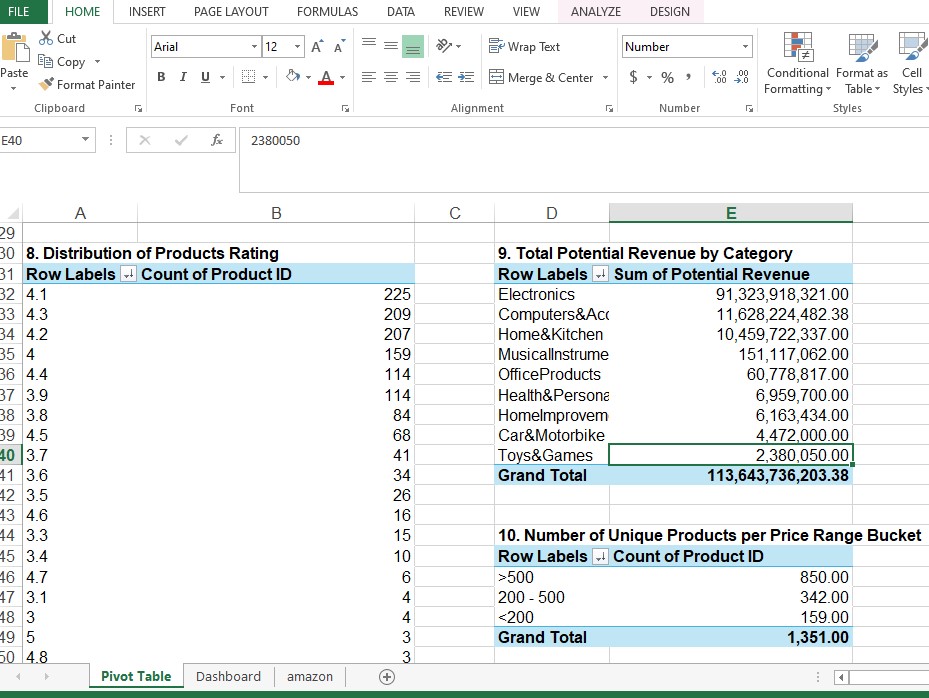 FILE HOME INSERT PAGE LAYOUT FORMULAS DATA REVIEW VIEW ANALYZE DESIGN
Cut
Copy
Paste
Format Painter
Clipboard
Arial 12 A A
B I U A
Font
Wrap Text
Merge & Center
Alignment
Number
$ % ,
Number
Conditional Formatting
Format as Table
Cell Styles
Styles
E40 fx 2380050
A B C D E
29
30 8. Distribution of Products Rating 9. Total Potential Revenue by Category
31 Row Labels Count of Product ID Row Labels Sum of Potential Revenue
32 4.1 225 Electronics 91,323,918,321.00
33 4.3 209 Computers&Acc 11,628,224,482.38
34 4.2 207 Home&Kitchen 10,459,722,337.00
35 4 159 MusicalInstrume 151,117,062.00
36 4.4 114 OfficeProducts 60,778,817.00
37 3.9 114 Health&Persona 6,959,700.00
38 3.8 84 HomeImprovem 6,163,434.00
39 4.5 68 Car&Motorbike 4,472,000.00
40 3.7 41 Toys&Games 2,380,050.00
41 3.6 34 Grand Total 113,643,736,203.38
42 3.5 26
43 4.6 16
44 3.3 15 10. Number of Unique Products per Price Range Bucket
45 3.4 10 Row Labels Count of Product ID
46 4.7 6 >500 850.00
47 3.1 4 200 - 500 342.00
48 3 4 <200 159.00
49 5 3 Grand Total 1,351.00
50 4.8 3
Pivot Table Dashboard amazon